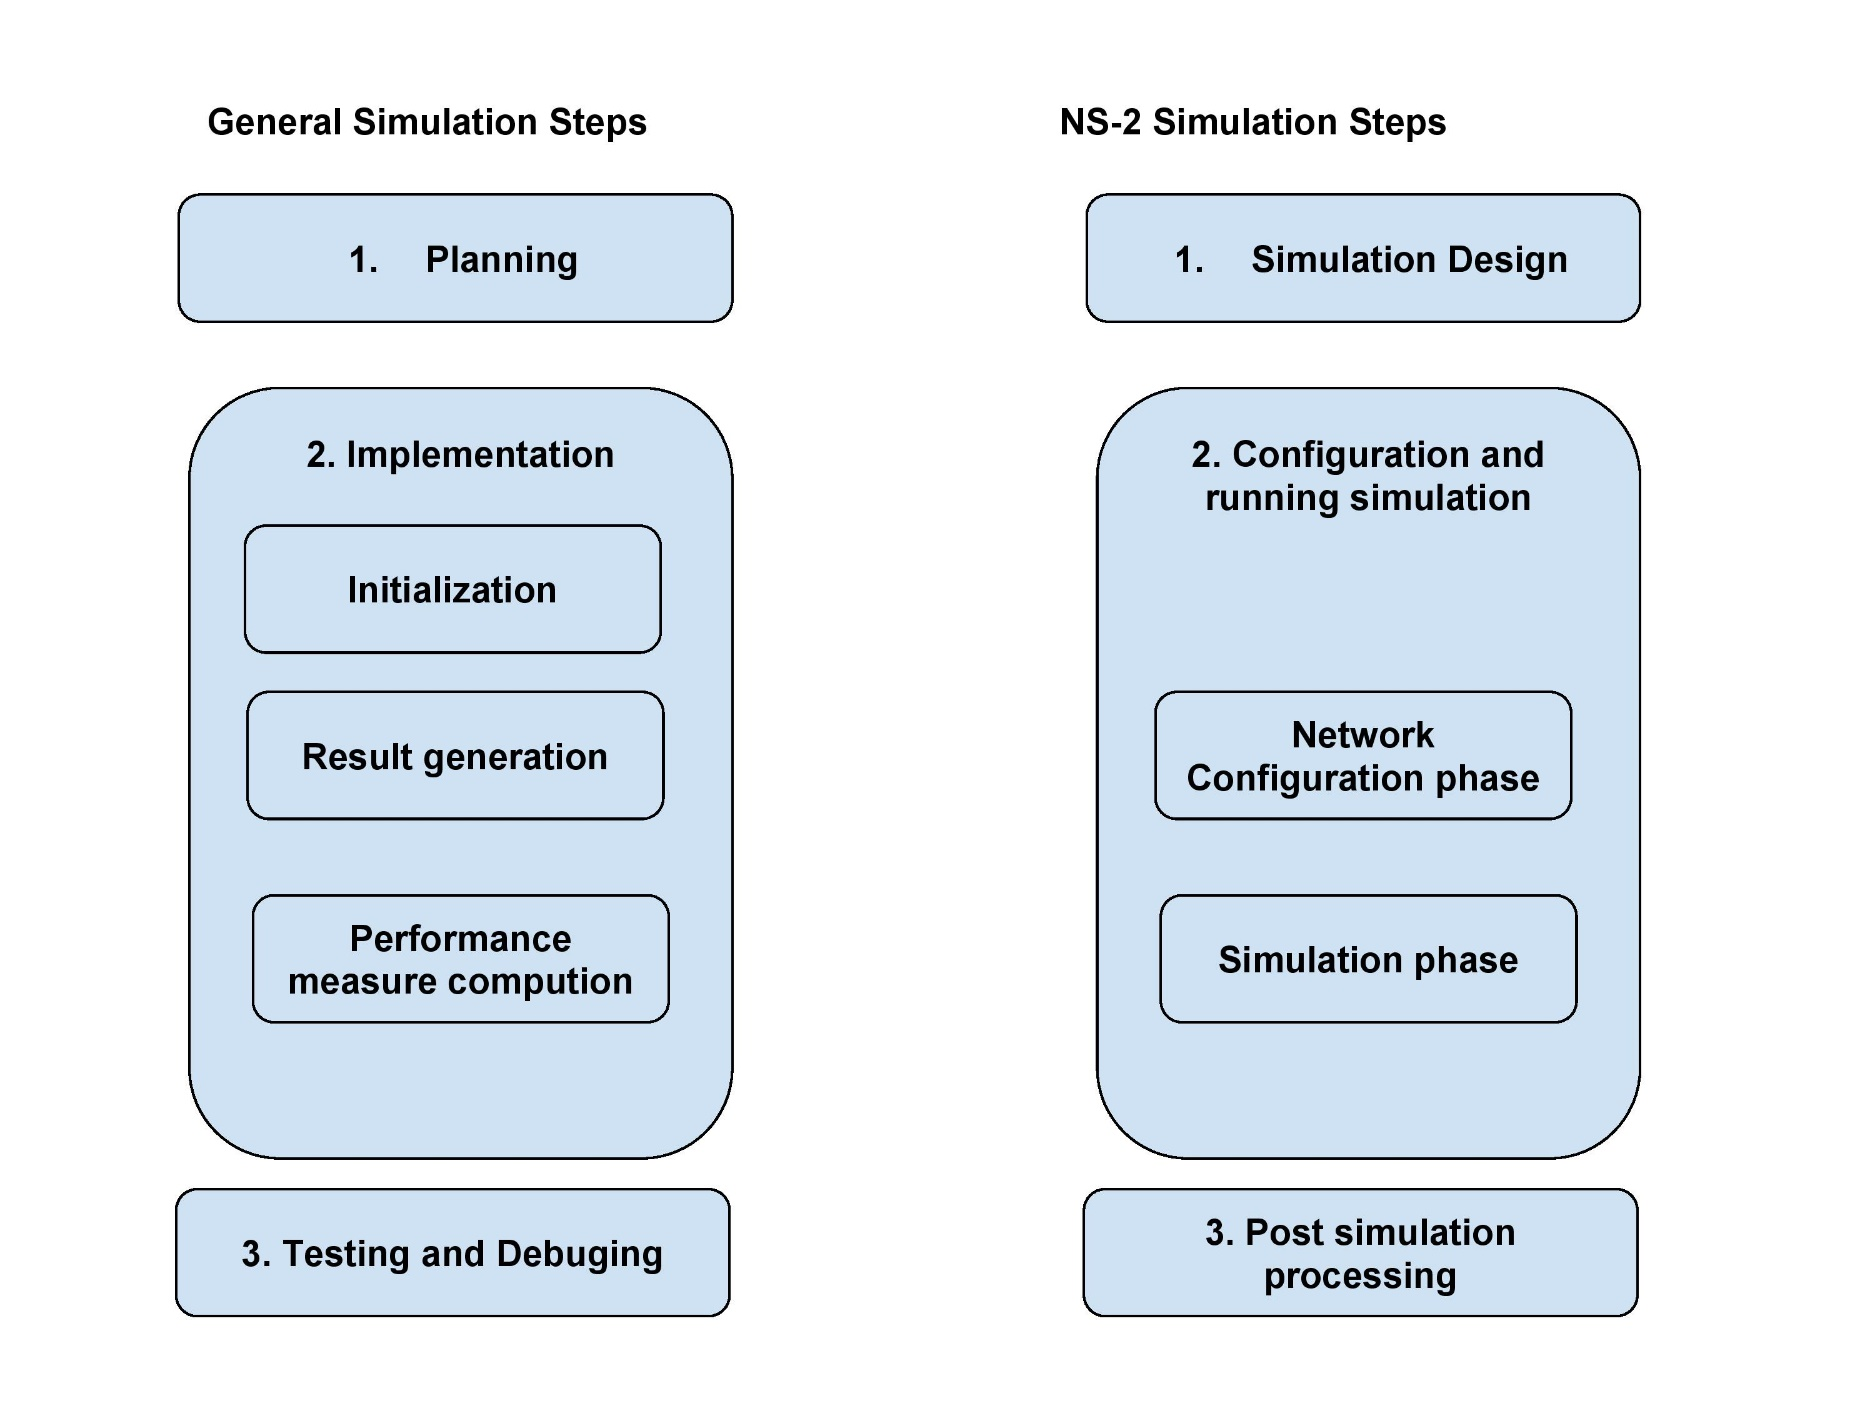 General Simulation Steps
1. Planning
2. Implementation
Initialization
Result generation
Performance
measure compution
3. Testing and Debuging
NS-2 Simulation Steps
1. Simulation Design
2. Configuration and
running simulation
Network
Configuration phase
Simulation phase
3. Post simulation
processing